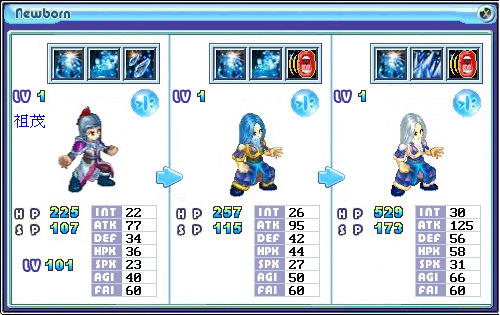 Newborn
LV 1
祖茂
冰
HP 225
SP 107
LV 101
INT 22
ATK 77
DEF 34
HPX 36
SPX 23
AGI 40
FAI 60
LV 1
冰
HP 257
SP 115
INT 26
ATK 95
DEF 42
HPX 44
SPX 27
AGI 50
FAI 60
LV 1
冰
HP 529
SP 173
INT 30
ATK 125
DEF 56
HPX 58
SPX 31
AGI 66
FAI 60